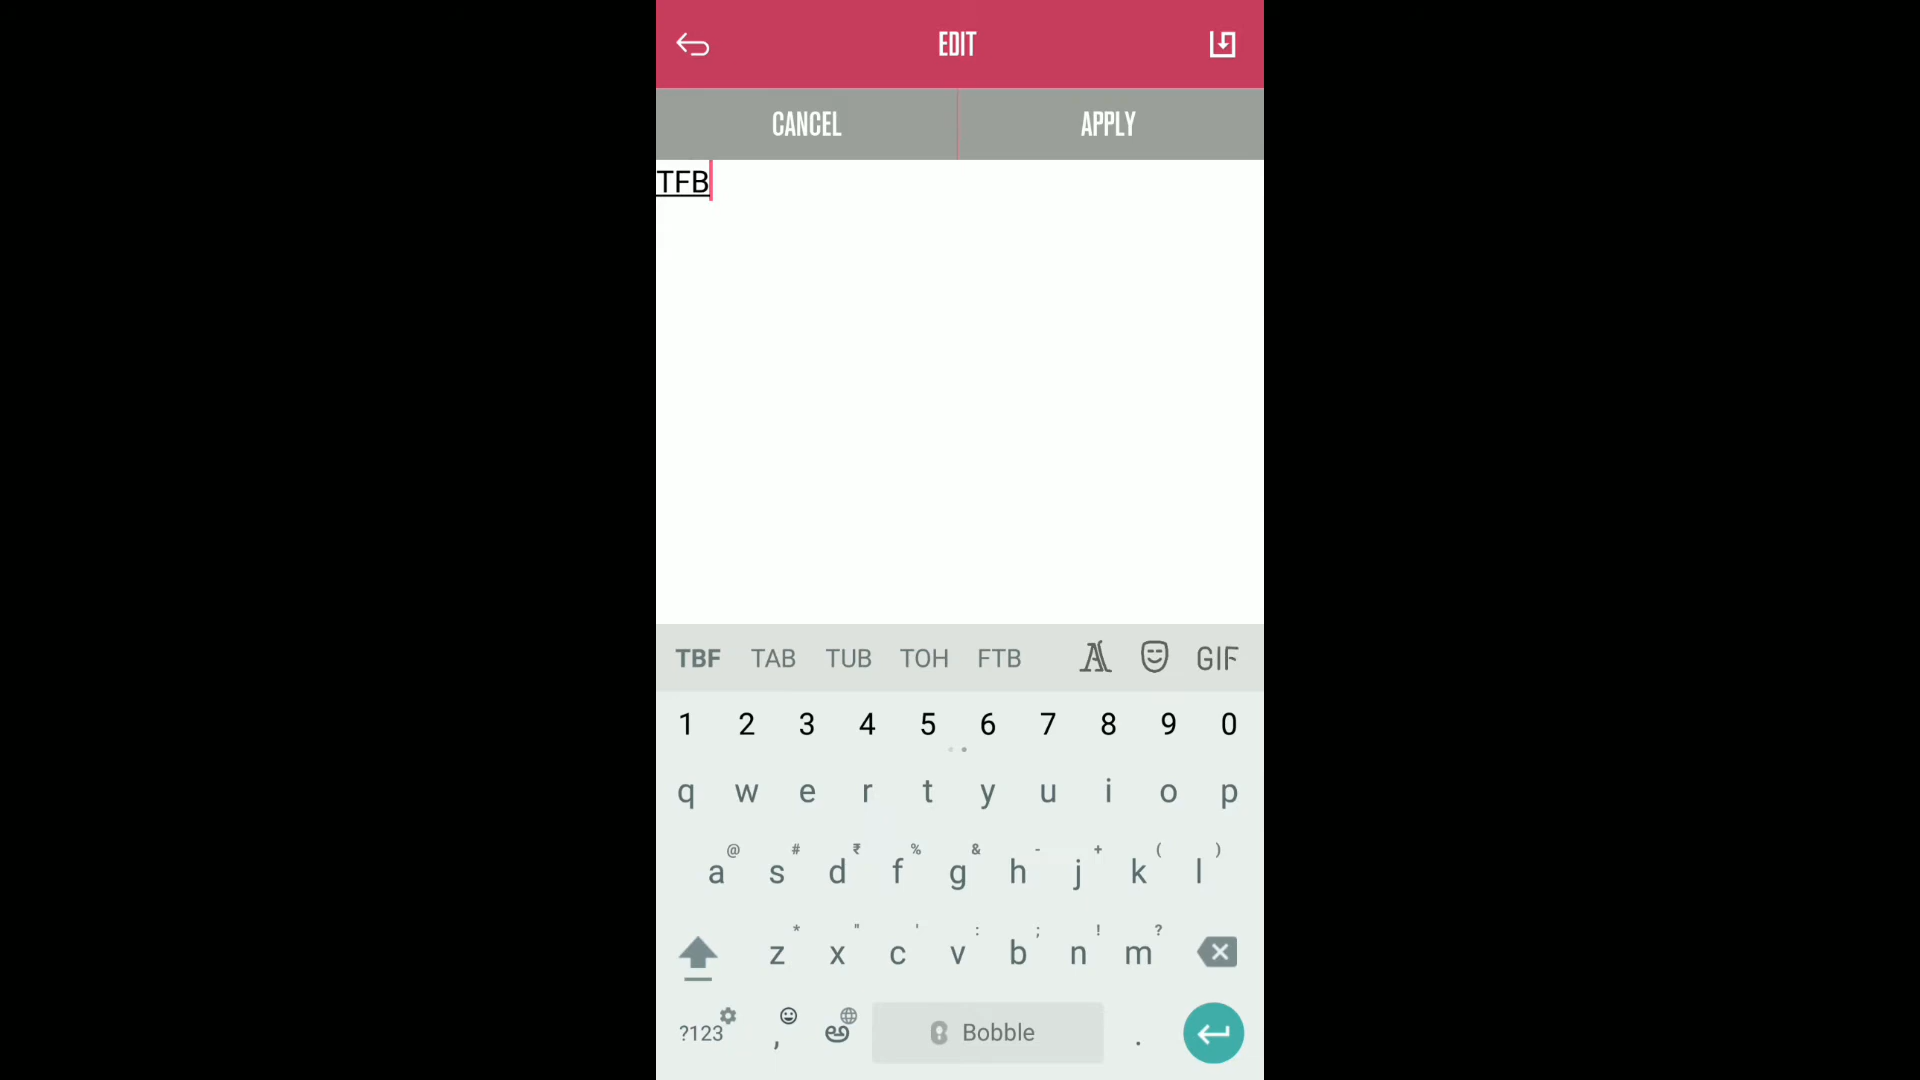 EDIT
CANCEL APPLY
TFB
TBF TAB TUB TOH FTB A GIF
1 2 3 4 5 6 7 8 9 0
q w e r t y u i o p
@ # ₹ % & - + ( )
a s d f g h j k l
* " ' : ; ! ?
z x c v b n m
?123 , అ Bobble .